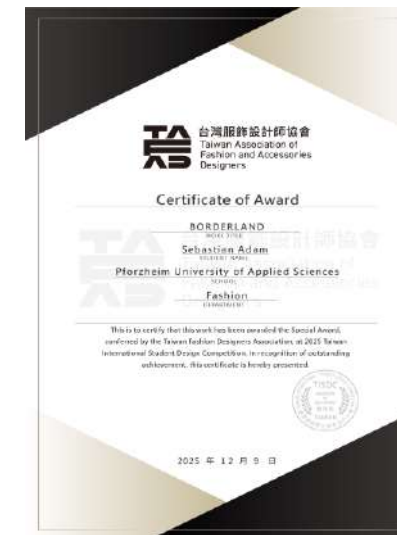 台灣服飾設計師協會
Taiwan Association of
Fashion and Accessories
Designers
Certificate of Award
BORDERLAND
WORK TITLE
Sebastian Adam
STUDENT NAME
Pforzheim University of Applied Sciences
SCHOOL
Fashion
DEPARTMENT
This is to certify that this work has been awarded the Special Award,
conferred by the Taiwan Fashion Designers Association, at 2025 Taiwan
International Student Design Competition. In recognition of outstanding
achievement, this certificate is hereby presented.
TISDC
2025 年 12 月 9 日